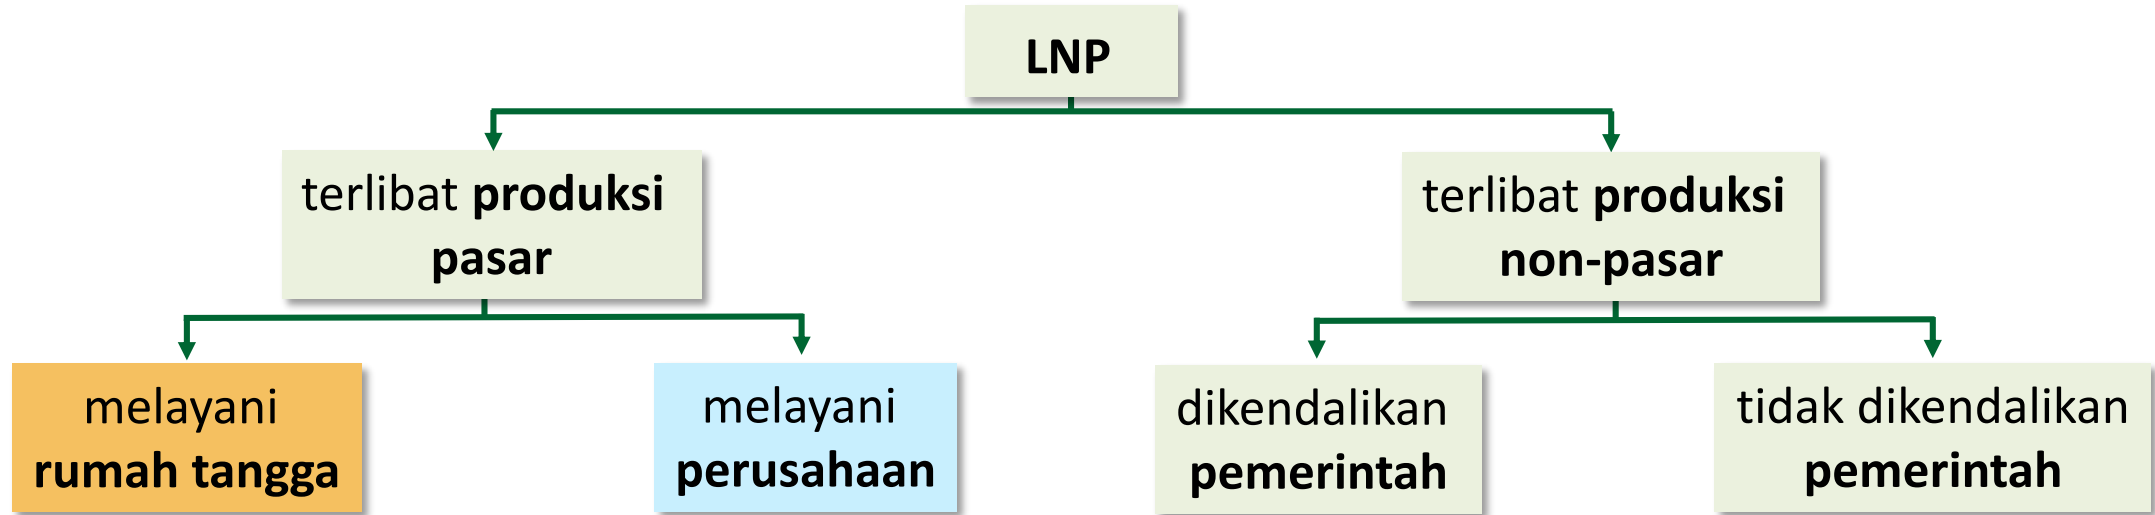 LNP
terlibat produksi
pasar
terlibat produksi
non-pasar
melayani
rumah tangga
melayani
perusahaan
dikendalikan
pemerintah
tidak dikendalikan
pemerintah